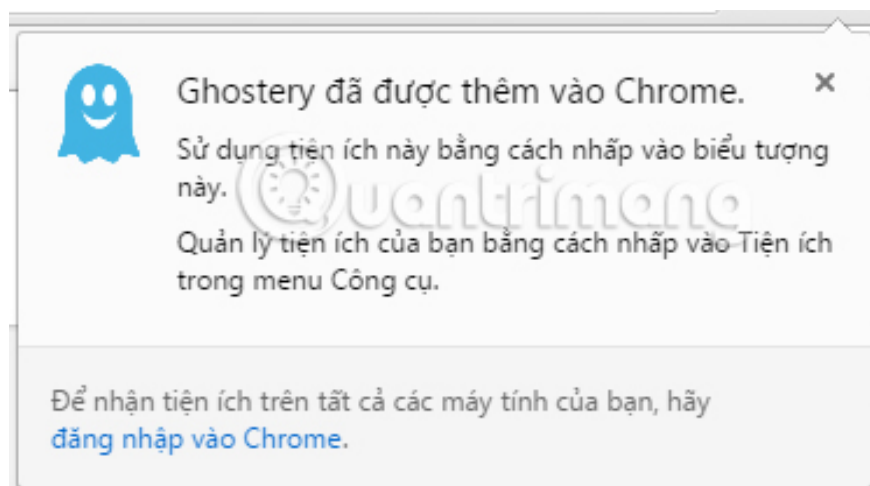 Ghostery đã được thêm vào Chrome.
Sử dụng tiện ích này bằng cách nhấp vào biểu tượng
này.
Quantrimang
Quản lý tiện ích của bạn bằng cách nhấp vào Tiện ích
trong menu Công cụ.
Để nhận tiện ích trên tất cả các máy tính của bạn, hãy
đăng nhập vào Chrome.